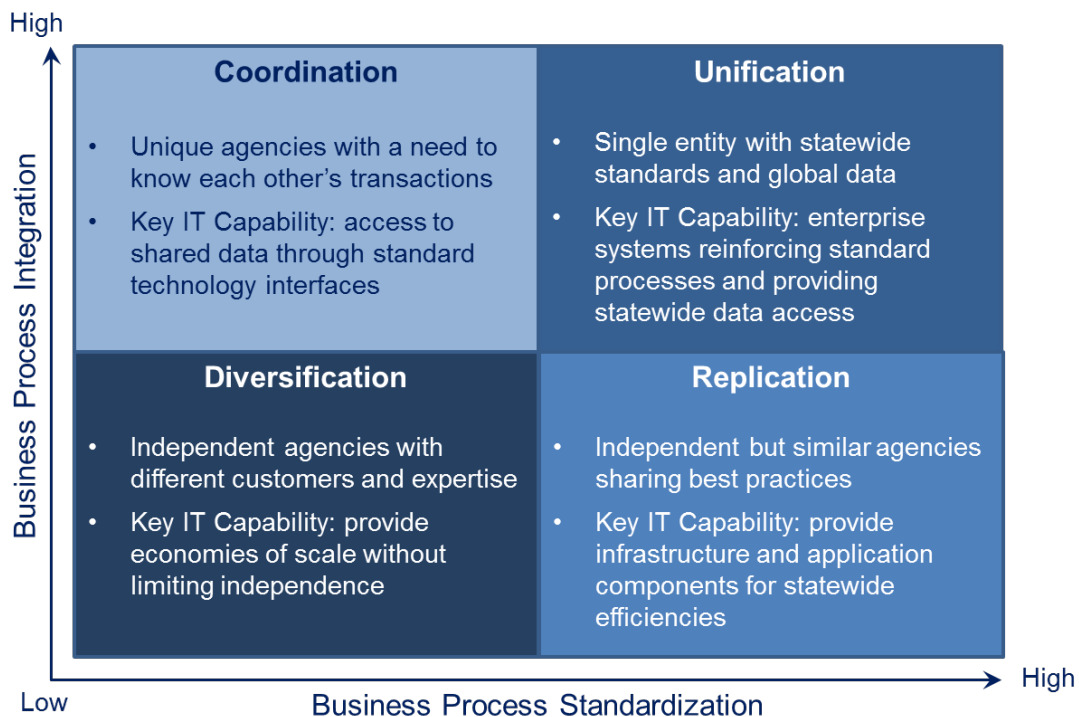 High
Coordination
• Unique agencies with a need to
know each other's transactions
• Key IT Capability: access to
shared data through standard
technology interfaces
Unification
• Single entity with statewide
standards and global data
• Key IT Capability: enterprise
systems reinforcing standard
processes and providing
statewide data access
Business Process Integration
Diversification
• Independent agencies with
different customers and expertise
• Key IT Capability: provide
economies of scale without
limiting independence
Replication
• Independent but similar agencies
sharing best practices
• Key IT Capability: provide
infrastructure and application
components for statewide
efficiencies
Low
Business Process Standardization
High